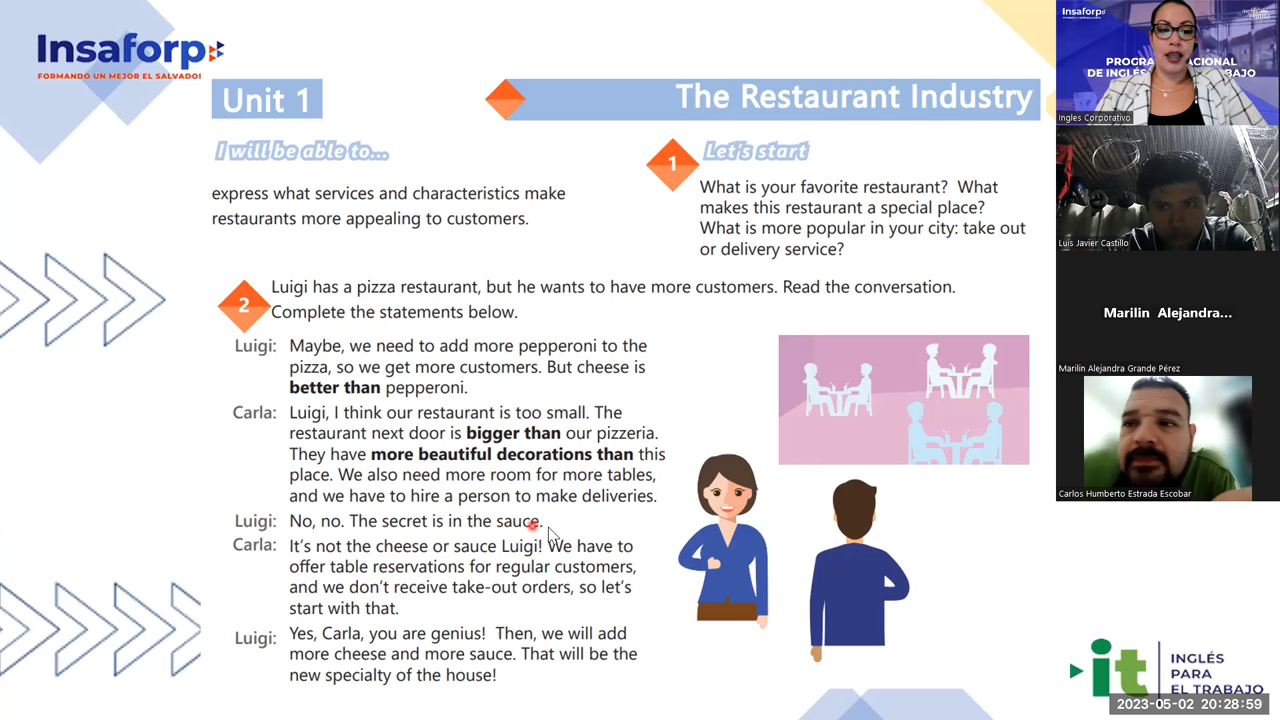 Insaforp
FORMANDO UN MEJOR EL SALVADOR
Unit 1
The Restaurant Industry
I will be able to...
express what services and characteristics make
restaurants more appealing to customers.
1
Let's start
What is your favorite restaurant? What
makes this restaurant a special place?
What is more popular in your city: take out
or delivery service?
2
Luigi has a pizza restaurant, but he wants to have more customers. Read the conversation.
Complete the statements below.
Luigi: Maybe, we need to add more pepperoni to the
pizza, so we get more customers. But cheese is
better than pepperoni.
Carla: Luigi, I think our restaurant is too small. The
restaurant next door is bigger than our pizzeria.
They have more beautiful decorations than this
place. We also need more room for more tables,
and we have to hire a person to make deliveries.
Luigi: No, no. The secret is in the sauce.
Carla: It's not the cheese or sauce Luigi! We have to
offer table reservations for regular customers,
and we don't receive take-out orders, so let's
start with that.
Luigi: Yes, Carla, you are genius! Then, we will add
more cheese and more sauce. That will be the
new specialty of the house!
Insaforp
PROGRA
ACIONAL
DE INGLÉS
BAJO
Ingles Corporativo
Luis Javier Castillo
Marilin Alejandra...
Marilin Alejandra Grande Pérez
Carlos Humberto Estrada Escobar
it
INGLÉS
PARA
EL TRABAJO
2023-05-02 20:28:59